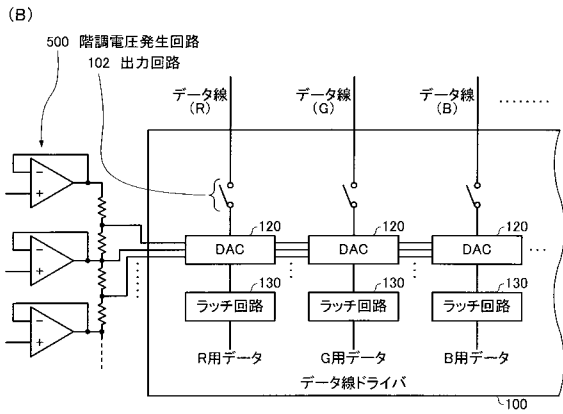 (B)
500 階調電圧発生回路
102 出力回路
データ線
(R)
データ線
(G)
データ線
(B)
120
120
120
DAC
DAC
DAC
130
130
130
ラッチ回路
ラッチ回路
ラッチ回路
R用データ
G用データ
B用データ
データ線ドライバ
100